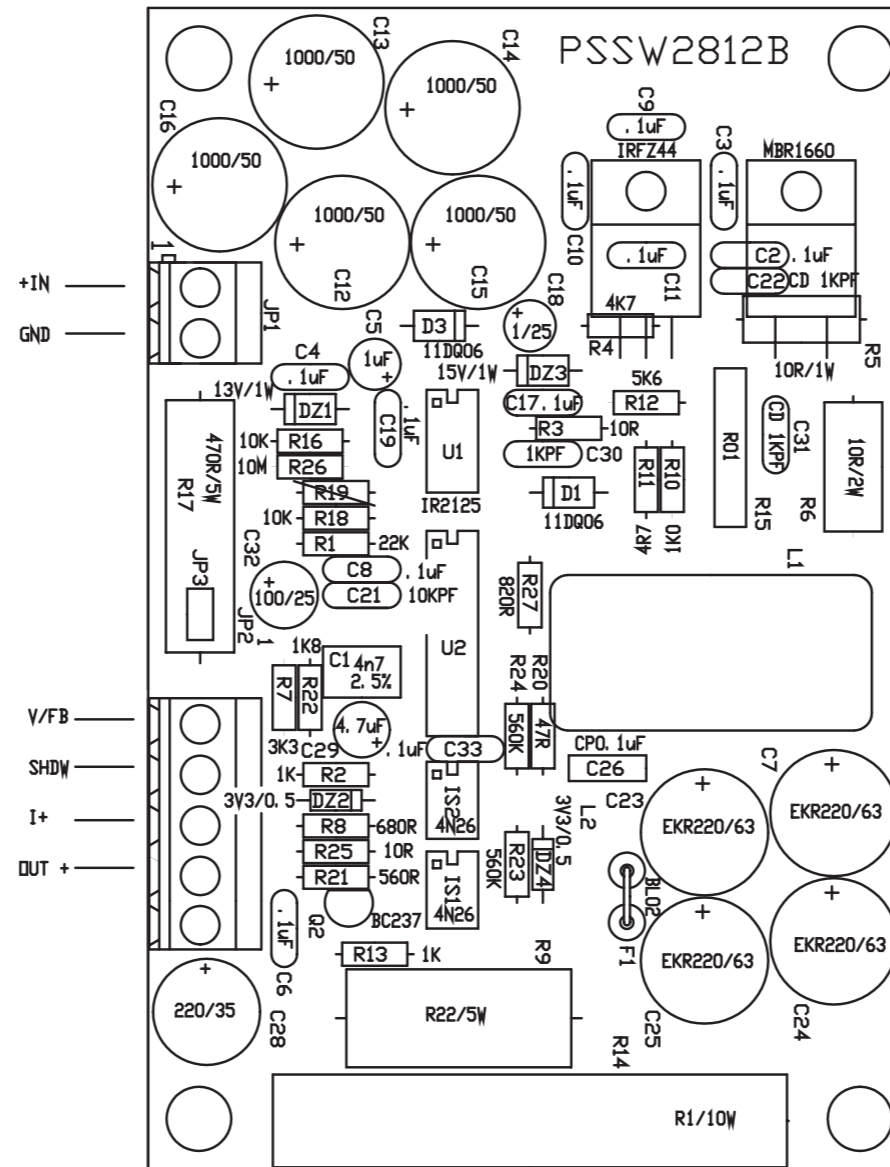 PSSW2812B
C13
1000/50
C14
1000/50
C16
1000/50
C9
.1uF
IRFZ44
C3
.1uF
MBR1660
.1uF
C10
1000/50
C12
1000/50
C15
.1uF
C11
C2 .1uF
C22 CD 1KPF
+IN
GND
1
JP1
C5
1uF
D3
11DQ06
C18
1/25
4K7
R4
R5
10R/1W
C4
.1uF
13V/1W
DZ1
C19
.1uF
15V/1W
DZ3
C17 .1uF
R3 10R
1KPF C30
5K6
R12
R01
R15
CD 1KPF
C31
R6
10R/2W
10K R16
10M R26
R19
10K R18
R1 22K
470R/5W
R17
U1
IR2125
D1
11DQ06
R11
4R7
R10
1K0
C32
100/25
C8 .1uF
C21 10KPF
JP3
JP2
1
U2
R27
820R
L1
1K8
C1 4n7
2.5%
R7
3K3
R22
C29
4.7uF
.1uF C33
R24
560K
R20
47R
CP0.1uF
C26
V/FB
SHDW
I+
OUT +
1K R2
3V3/0.5 DZ2
R8 680R
R25 10R
R21 560R
IS2
4N26
IS1
4N26
R23
560K
3V3/0.5
DZ4
L2
C23
EKR220/63
C7
EKR220/63
BL02
F1
.1uF
C6
Q2
BC237
R13 1K
R9
R22/5W
220/35
C28
EKR220/63
C25
EKR220/63
C24
R14
R1/10W